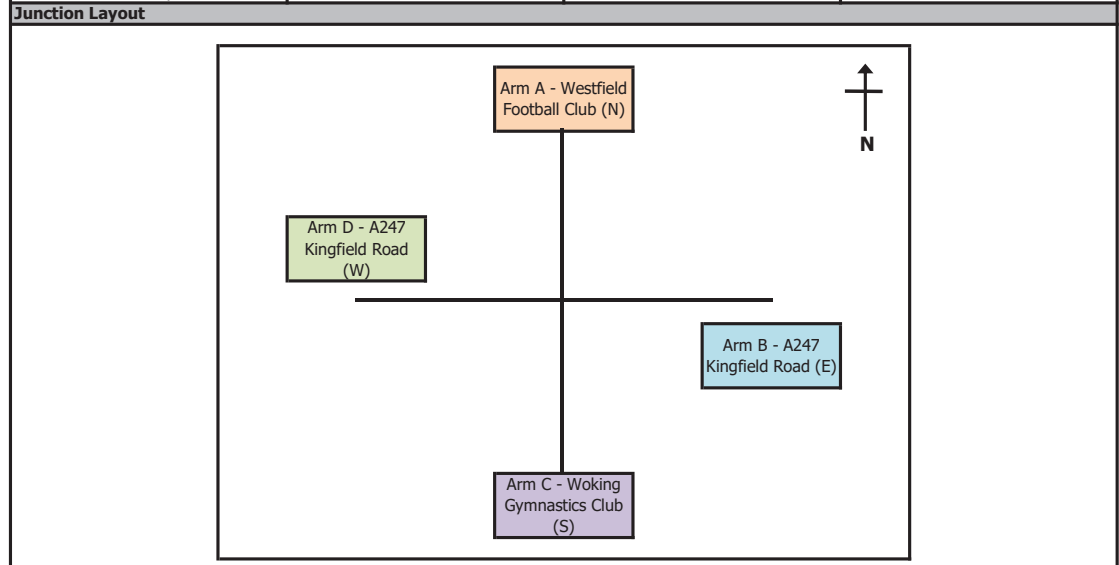 Junction Layout
Arm A - Westfield
Football Club (N)
N
Arm D - A247
Kingfield Road
(W)
Arm B - A247
Kingfield Road (E)
Arm C - Woking
Gymnastics Club
(S)